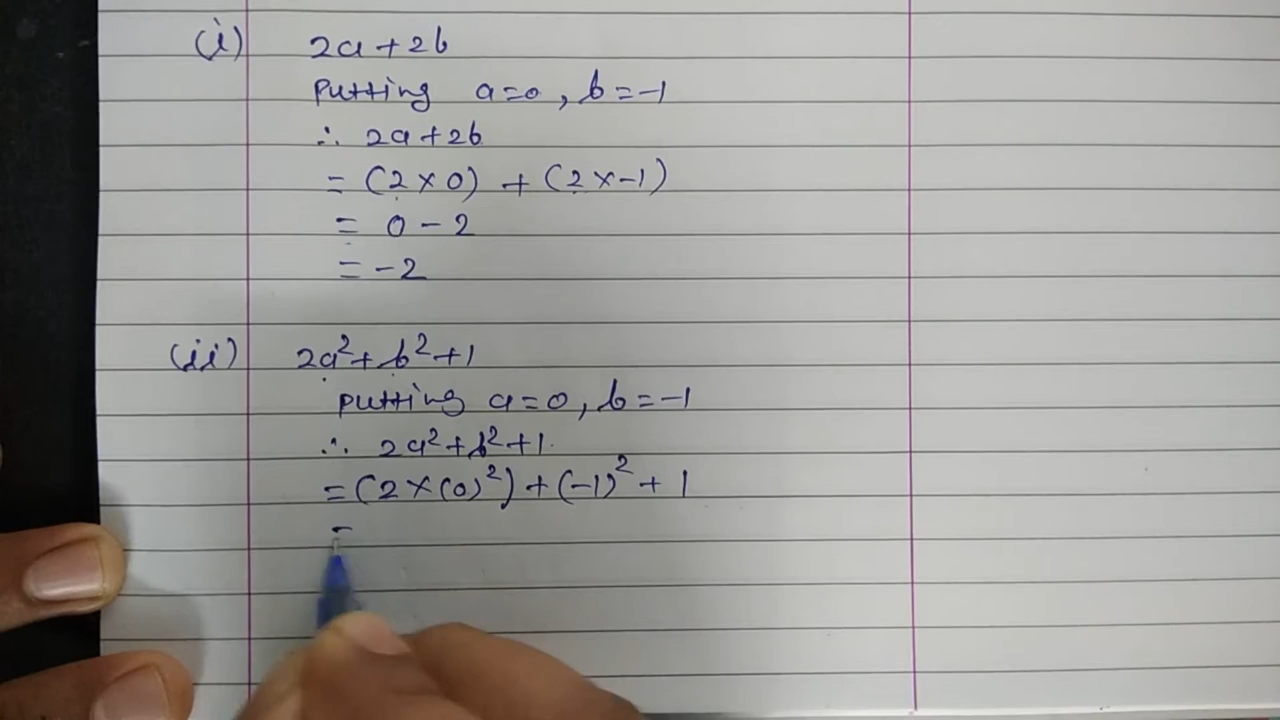 (i) 2a + 2b
Putting a=0, b=-1
∴ 2a+2b
= (2×0) + (2×-1)
= 0-2
= -2
(ii) 2a²+b²+1
Putting a=0, b=-1
∴ 2a²+b²+1.
= (2×(0)²) + (-1)² + 1
=